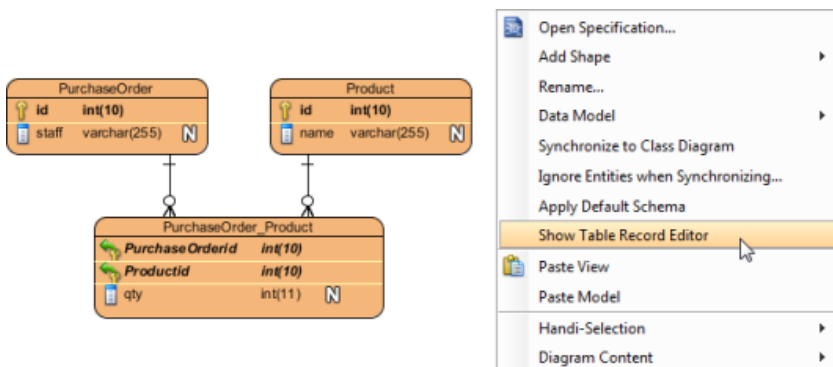 PurchaseOrder
id int(10)
staff varchar(255) N
Product
id int(10)
name varchar(255) N
PurchaseOrder_Product
PurchaseOrderId int(10)
Productid int(10)
qty int(11) N
Open Specification...
Add Shape
Rename...
Data Model
Synchronize to Class Diagram
Ignore Entities when Synchronizing...
Apply Default Schema
Show Table Record Editor
Paste View
Paste Model
Handi-Selection
Diagram Content